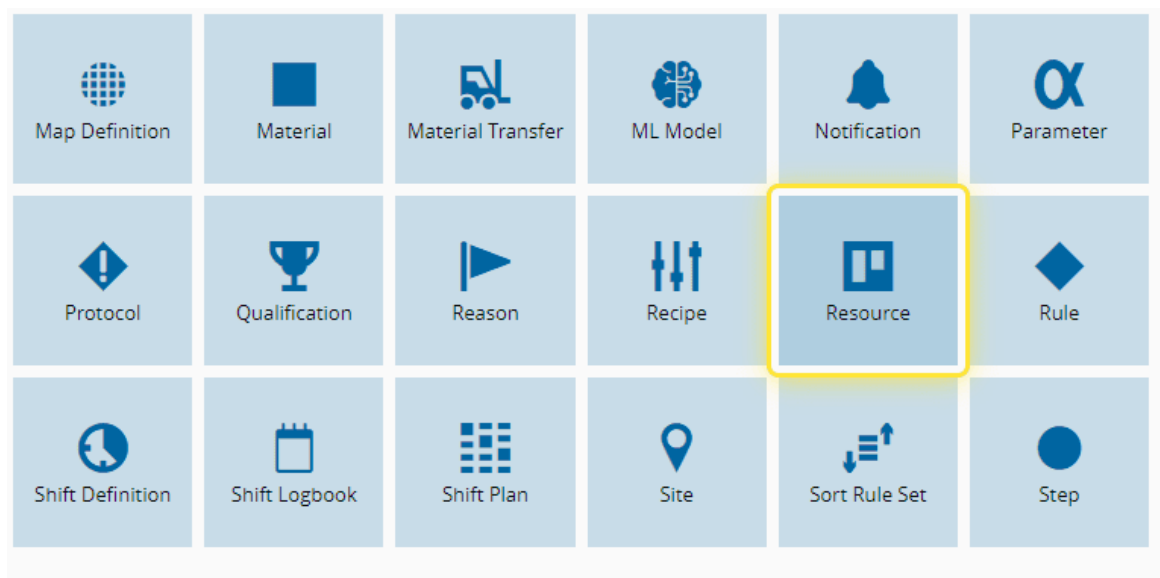 Map Definition
Material
Material Transfer
ML Model
Notification
Parameter
Protocol
Qualification
Reason
Recipe
Resource
Rule
Shift Definition
Shift Logbook
Shift Plan
Site
Sort Rule Set
Step